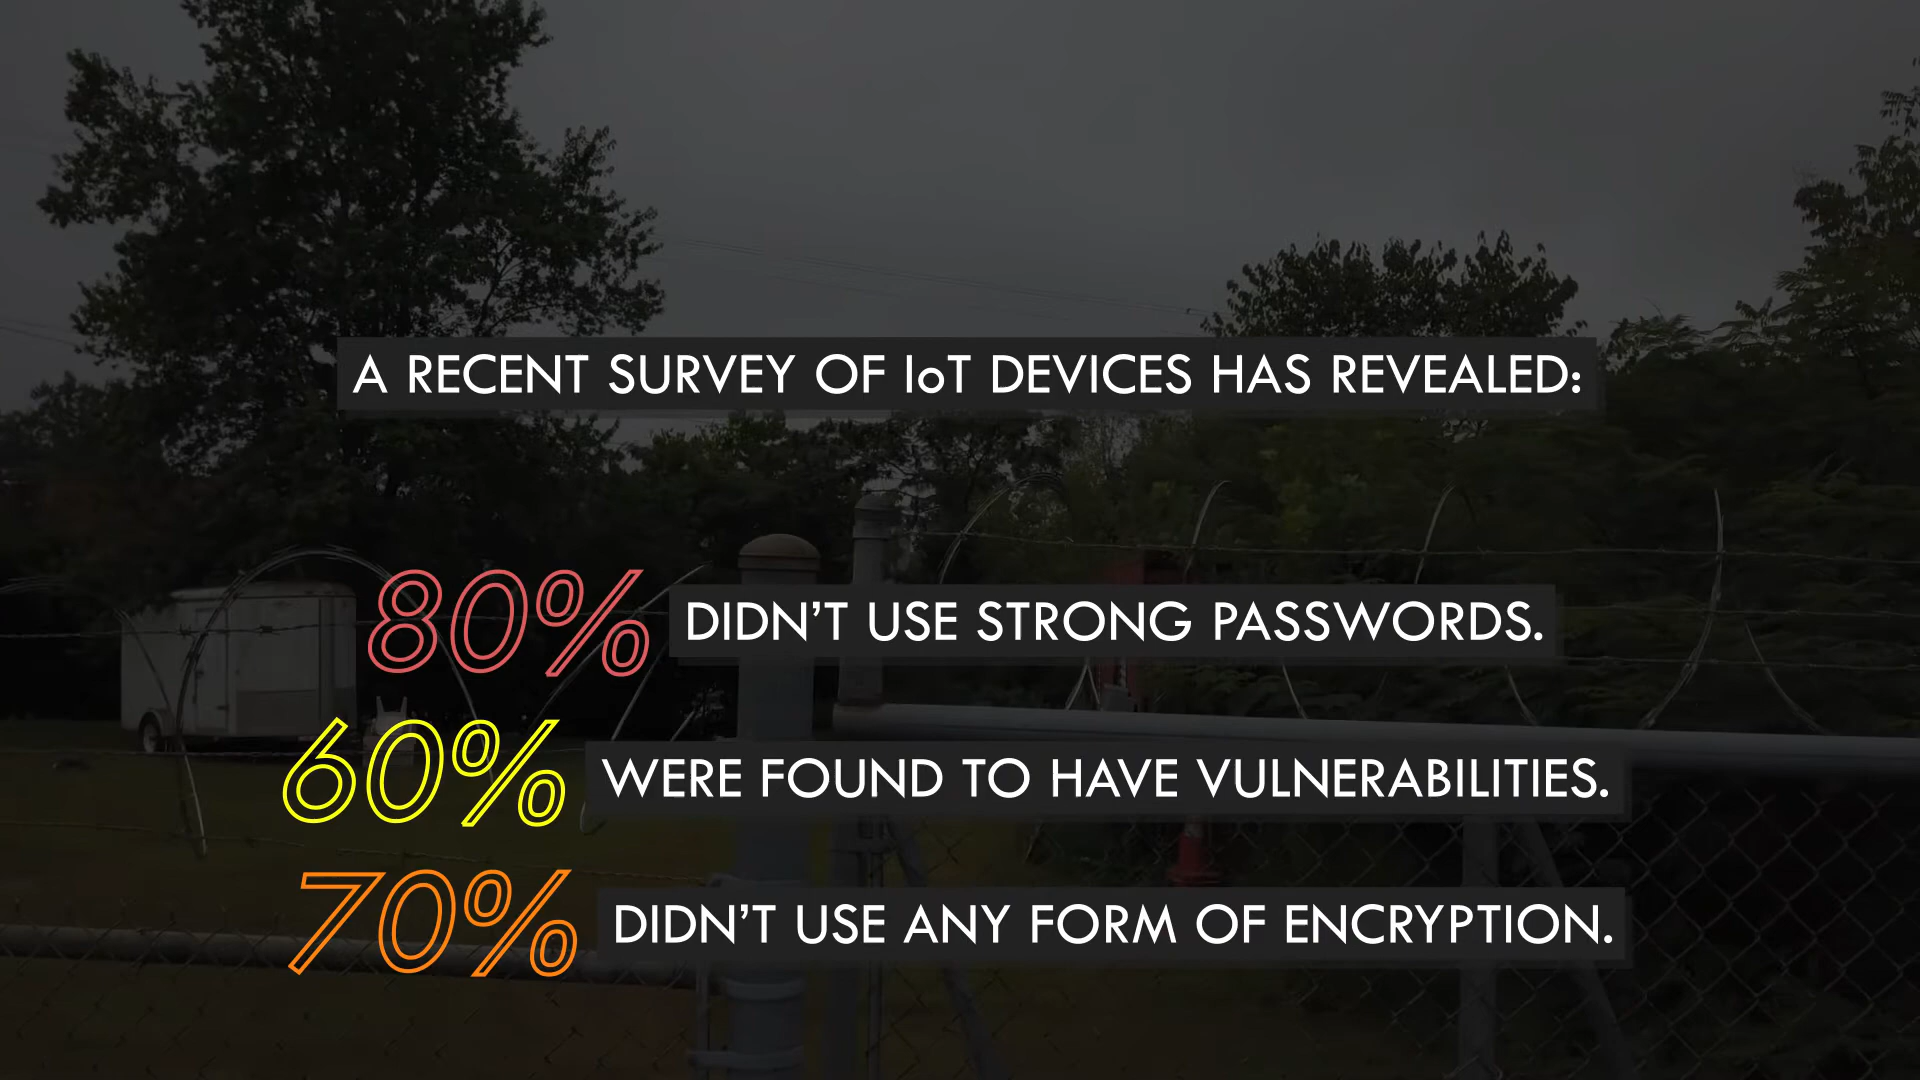 A RECENT SURVEY OF IoT DEVICES HAS REVEALED:
80% DIDN'T USE STRONG PASSWORDS.
60% WERE FOUND TO HAVE VULNERABILITIES.
70% DIDN'T USE ANY FORM OF ENCRYPTION.